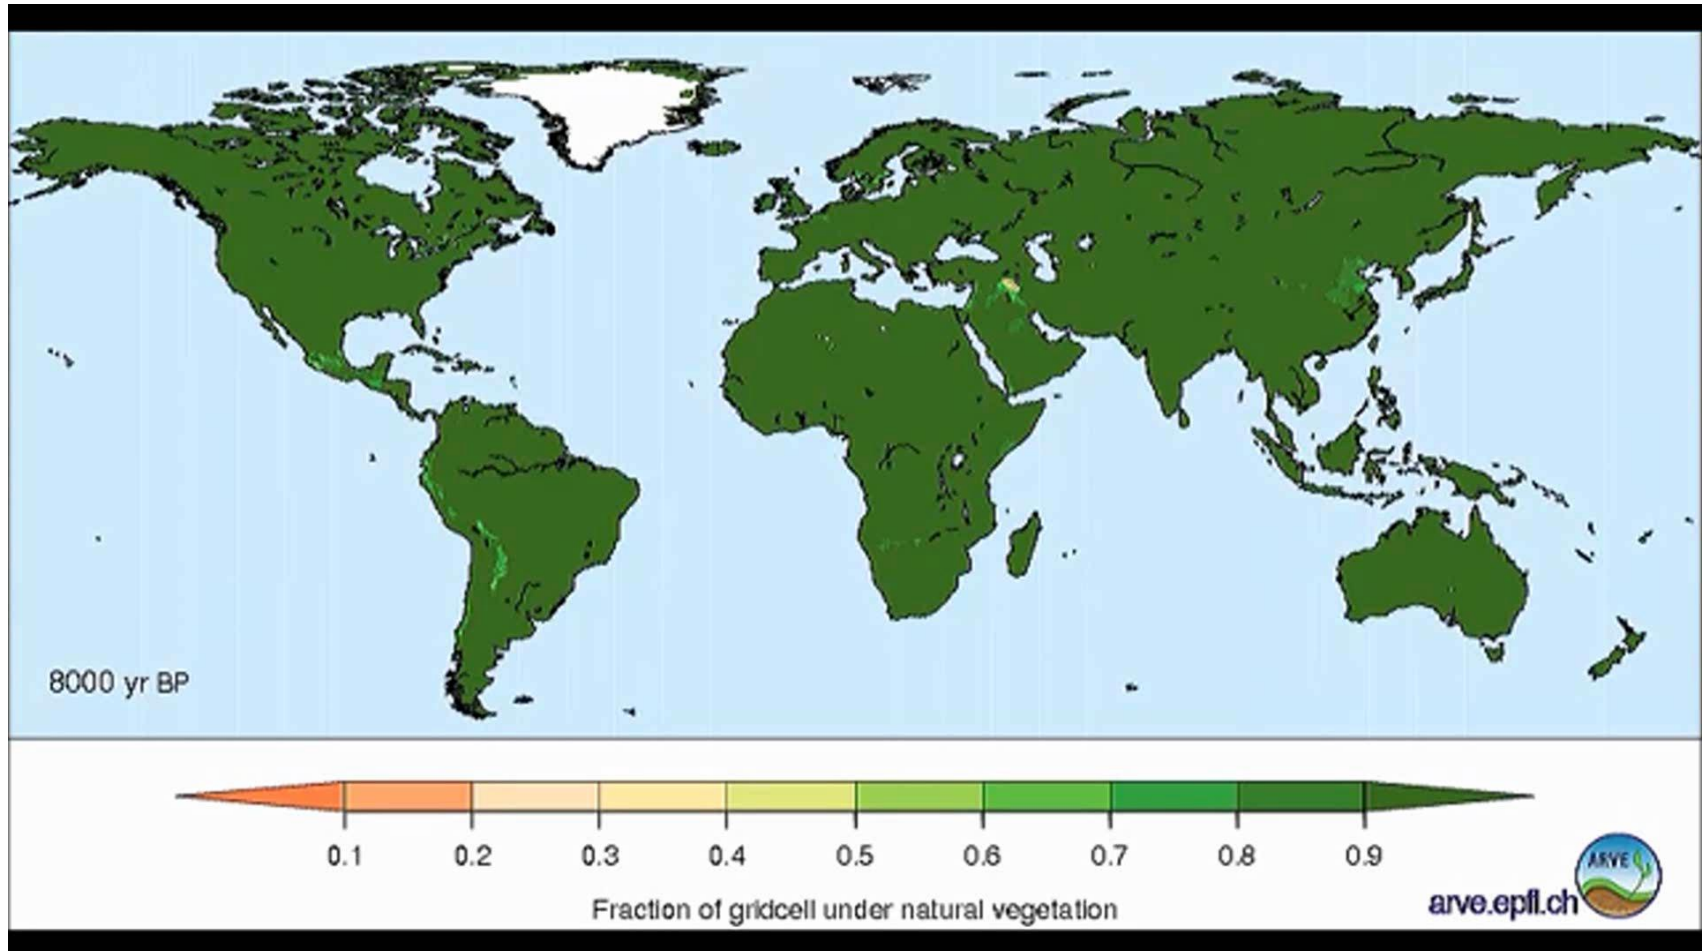 8000 yr BP
0.1 0.2 0.3 0.4 0.5 0.6 0.7 0.8 0.9
Fraction of gridcell under natural vegetation
ARVE
arve.epfl.ch